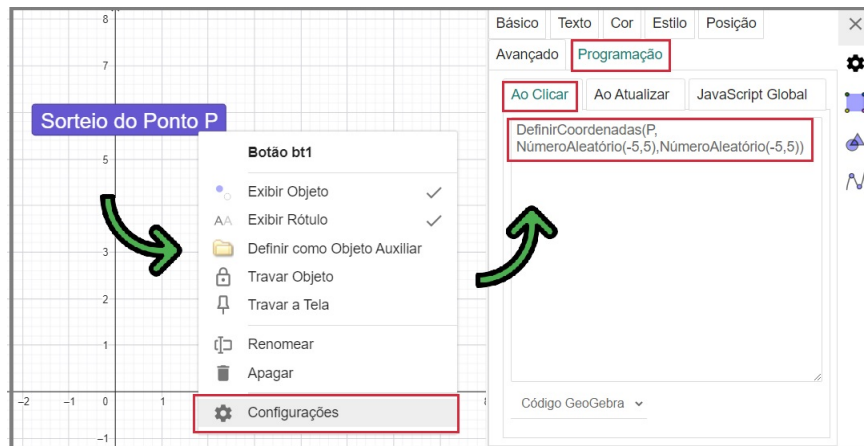 8
7
5
3
2
1
−2
−1
0
1
−1
Sorteio do Ponto P
Botão bt1
Exibir Objeto
AA Exibir Rótulo
Definir como Objeto Auxiliar
Travar Objeto
Travar a Tela
Renomear
Apagar
Configurações
Básico Texto Cor Estilo Posição
Avançado Programação
Ao Clicar Ao Atualizar JavaScript Global
DefinirCoordenadas(P,
NúmeroAleatório(-5,5),NúmeroAleatório(-5,5))
Código GeoGebra